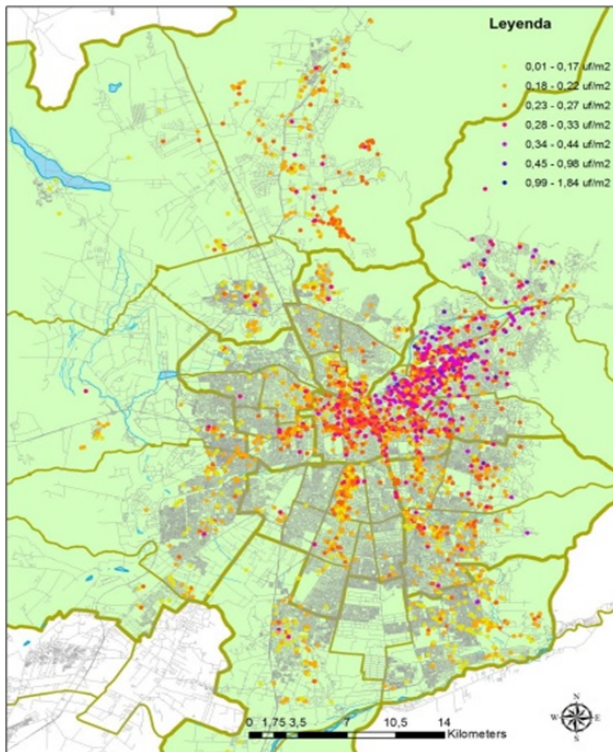 Leyenda
0,01 - 0,17 uf/m2
0,18 - 0,22 uf/m2
0,23 - 0,27 uf/m2
0,28 - 0,33 uf/m2
0,34 - 0,44 uf/m2
0,45 - 0,98 uf/m2
0,99 - 1,84 uf/m2
N
W E
S
0 1,75 3,5 7 10,5 14
Kilometers